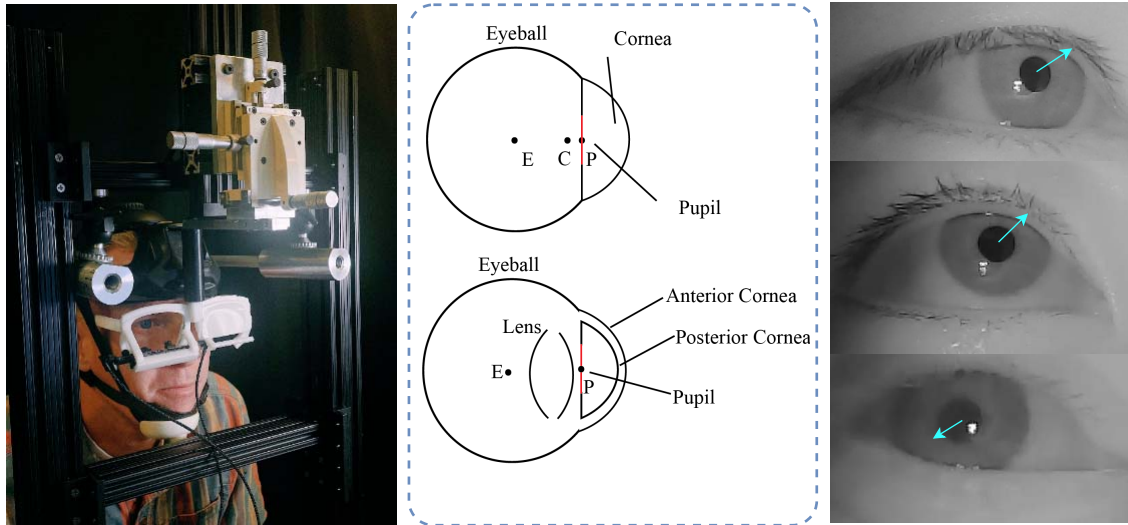 Eyeball
Cornea
E
C
P
Pupil
Eyeball
Anterior Cornea
Lens
Posterior Cornea
E
P
Pupil